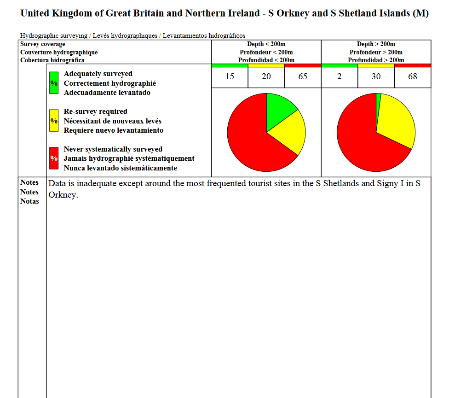 United Kingdom of Great Britain and Northern Ireland - S Orkney and S Shetland Islands (M)
Hydrographic surveying / Levés hydrographiques / Levantamientos hidrográficos
Survey coverage
Couverture hydrographique
Cobertura hidrográfica
Depth < 200m
Profondeur < 200m
Profundidad < 200m
Depth > 200m
Profondeur > 200m
Profundidad > 200m
15 20 65 2 30 68
% Adequately surveyed
Correctement hydrographié
Adecuadamente levantado
% Re-survey required
Nécessitant de nouveaux levés
Requiere nuevo levantamiento
% Never systematically surveyed
Jamais hydrographié systématiquement
Nunca levantado sistemáticamente
Notes
Notes
Notas
Data is inadequate except around the most frequented tourist sites in the S Shetlands and Signy I in S
Orkney.